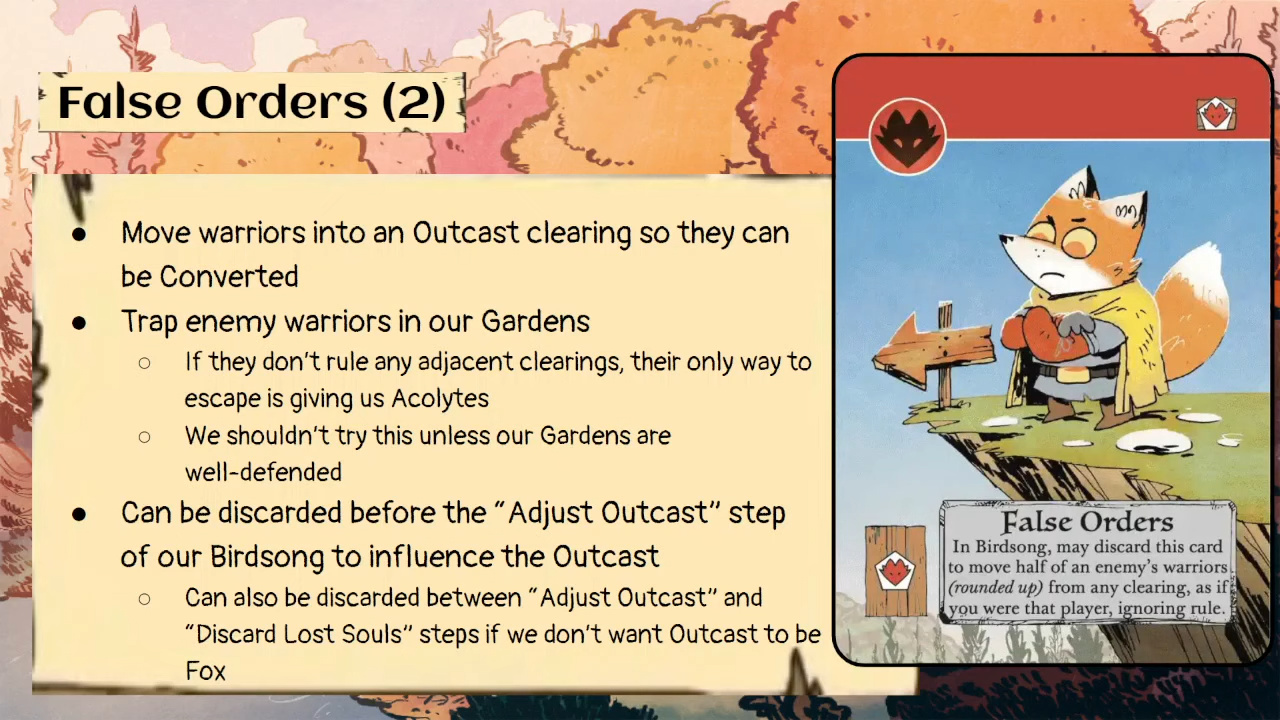 False Orders (2)
● Move warriors into an Outcast clearing so they can
be Converted
● Trap enemy warriors in our Gardens
○ If they don't rule any adjacent clearings, their only way to
escape is giving us Acolytes
○ We shouldn't try this unless our Gardens are
well-defended
● Can be discarded before the “Adjust Outcast” step
of our Birdsong to influence the Outcast
○ Can also be discarded between “Adjust Outcast” and
“Discard Lost Souls” steps if we don't want Outcast to be
Fox
False Orders
In Birdsong, may discard this card
to move half of an enemy's warriors
(rounded up) from any clearing, as if
you were that player, ignoring rule.